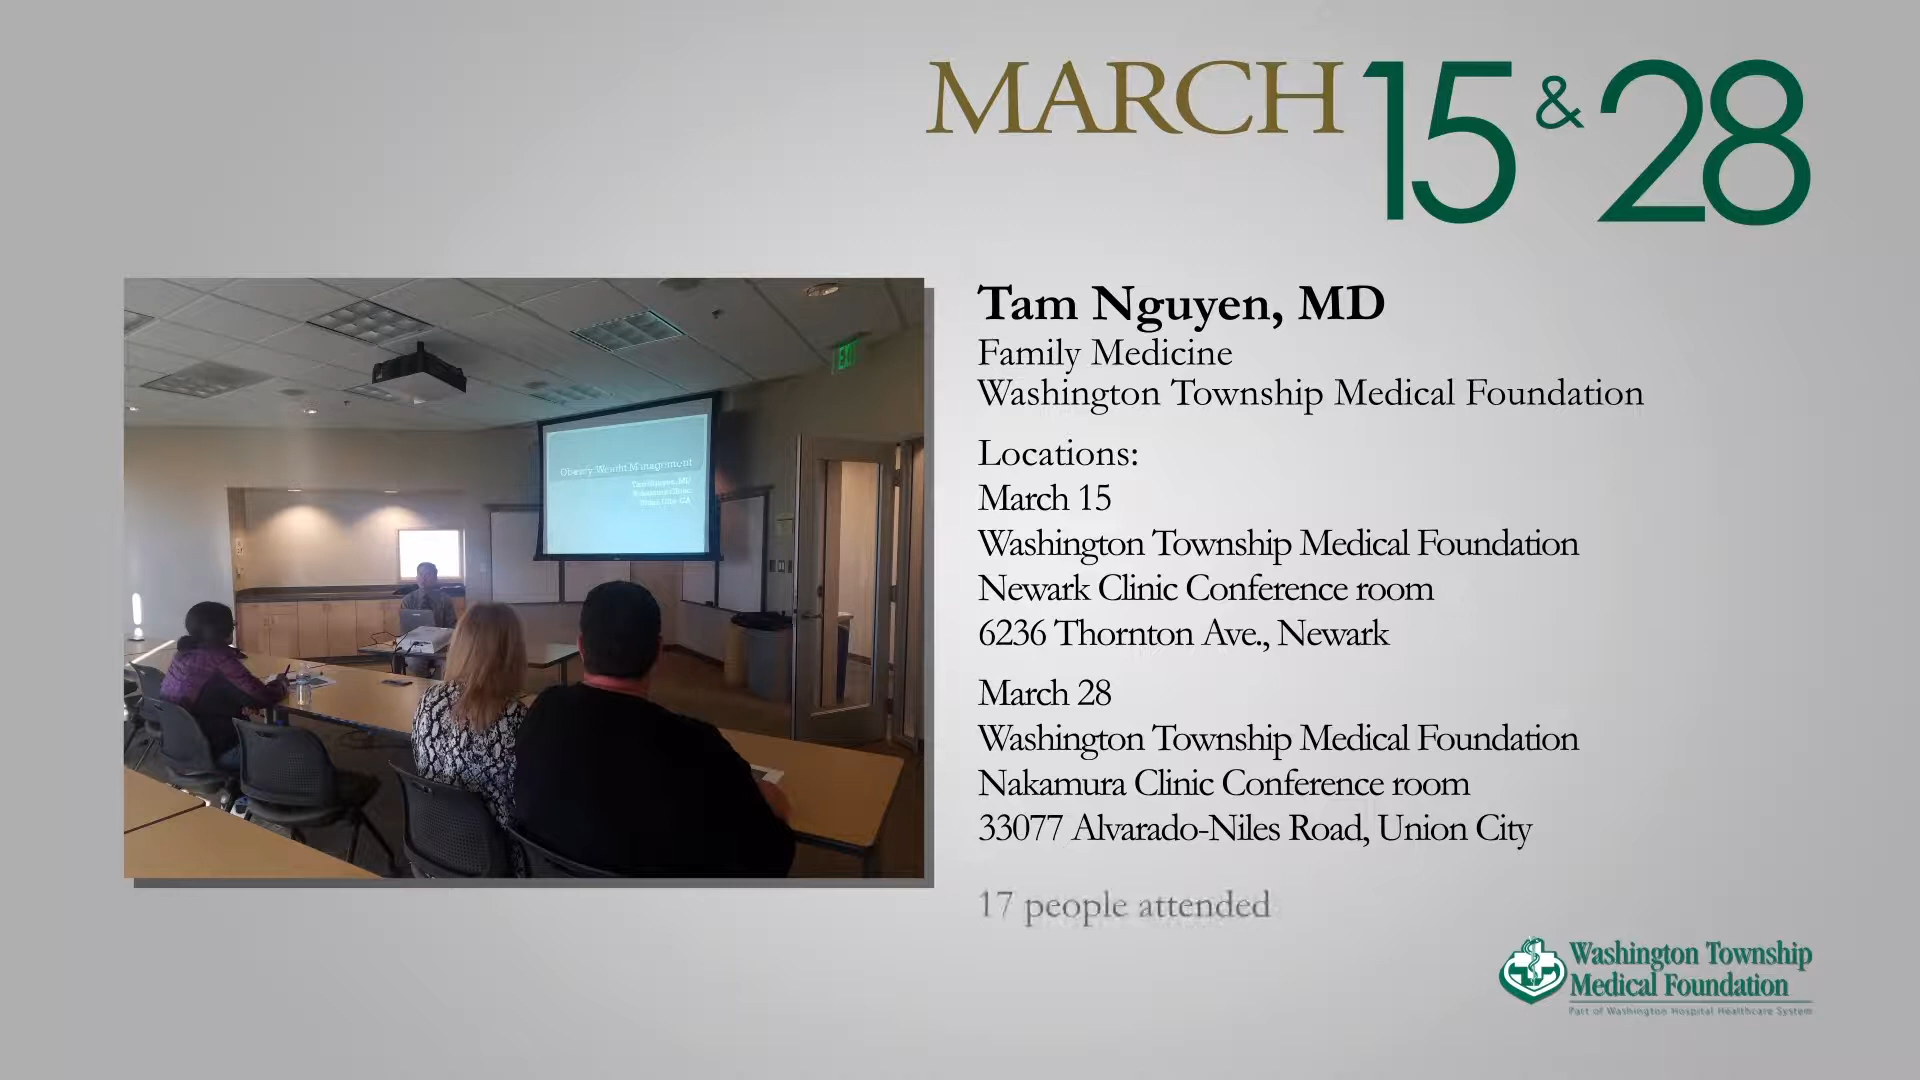 MARCH 15 & 28
Tam Nguyen, MD
Family Medicine
Washington Township Medical Foundation
Locations:
March 15
Washington Township Medical Foundation
Newark Clinic Conference room
6236 Thornton Ave., Newark
March 28
Washington Township Medical Foundation
Nakamura Clinic Conference room
33077 Alvarado-Niles Road, Union City
17 people attended
EXIT
Obesity: Weight Management
Tam Nguyen, MD
Washington Township
Medical Foundation
Part of Washington Hospital Healthcare System